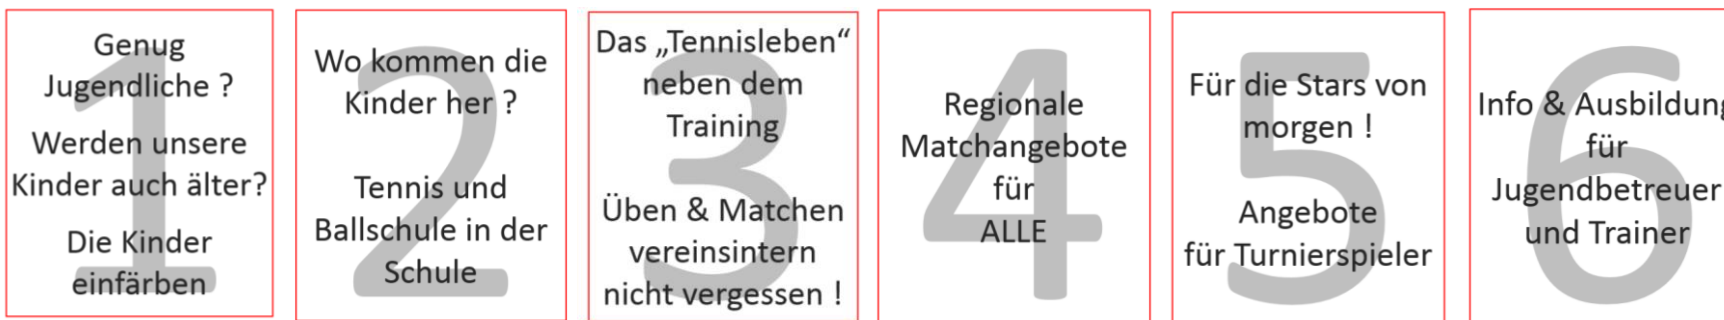 1
Genug
Jugendliche ?
Werden unsere
Kinder auch älter?
Die Kinder
einfärben
2
Wo kommen die
Kinder her ?
Tennis und
Ballschule in der
Schule
3
Das „Tennisleben“
neben dem
Training
Üben & Matchen
vereinsintern
nicht vergessen !
4
Regionale
Matchangebote
für
ALLE
5
Für die Stars von
morgen !
Angebote
für Turnierspieler
6
Info & Ausbildung
für
Jugendbetreuer
und Trainer